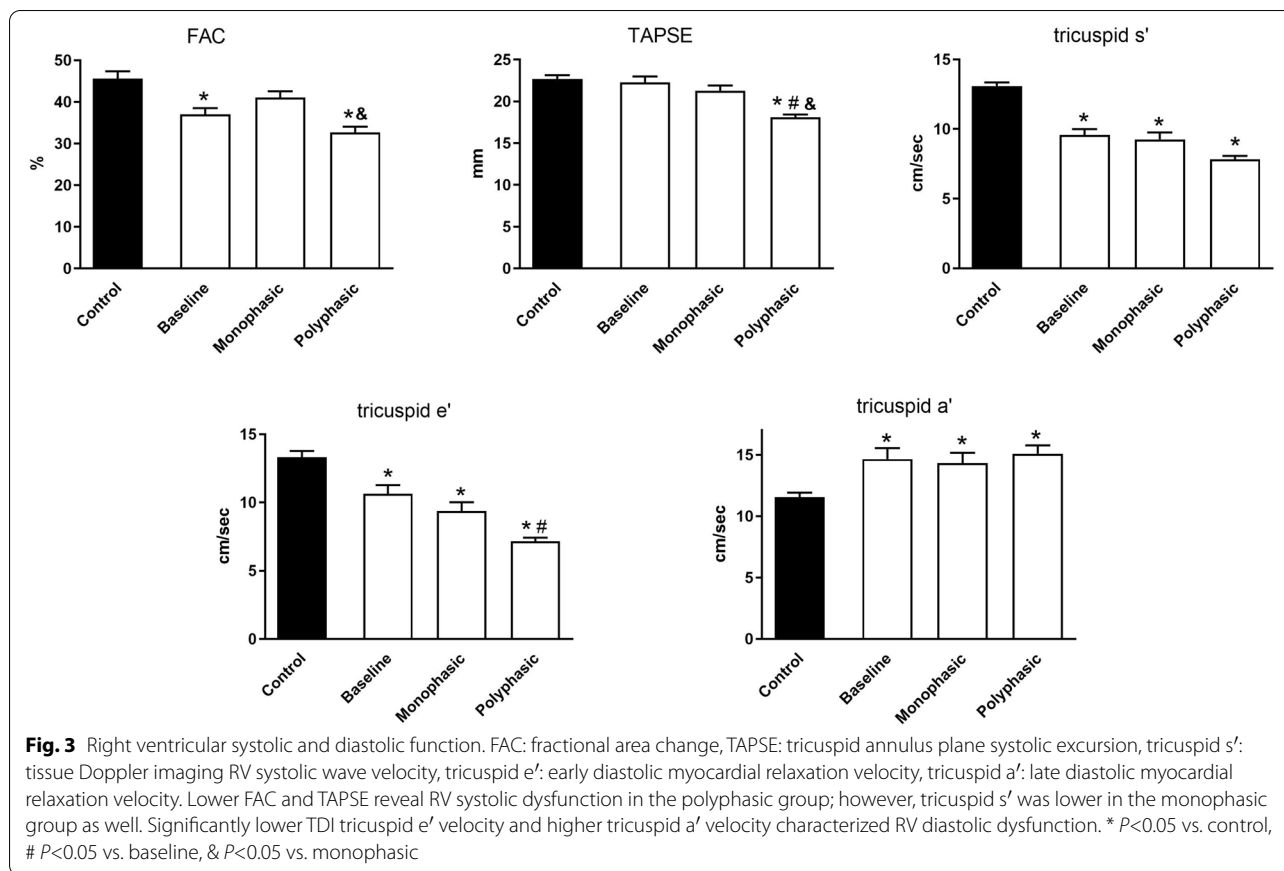 FAC
50
40
30
20
10
0
%
*
*&
Control
Baseline
Monophasic
Polyphasic
TAPSE
25
20
15
10
5
0
mm
* # &
Control
Baseline
Monophasic
Polyphasic
tricuspid s'
15
10
5
0
cm/sec
*
*
*
Control
Baseline
Monophasic
Polyphasic
tricuspid e'
15
10
5
0
cm/sec
*
*
* #
Control
Baseline
Monophasic
Polyphasic
tricuspid a'
15
10
5
0
cm/sec
*
*
*
Control
Baseline
Monophasic
Polyphasic
Fig. 3 Right ventricular systolic and diastolic function. FAC: fractional area change, TAPSE: tricuspid annulus plane systolic excursion, tricuspid s′:
tissue Doppler imaging RV systolic wave velocity, tricuspid e′: early diastolic myocardial relaxation velocity, tricuspid a′: late diastolic myocardial
relaxation velocity. Lower FAC and TAPSE reveal RV systolic dysfunction in the polyphasic group; however, tricuspid s′ was lower in the monophasic
group as well. Significantly lower TDI tricuspid e′ velocity and higher tricuspid a′ velocity characterized RV diastolic dysfunction. * P<0.05 vs. control,
# P<0.05 vs. baseline, & P<0.05 vs. monophasic